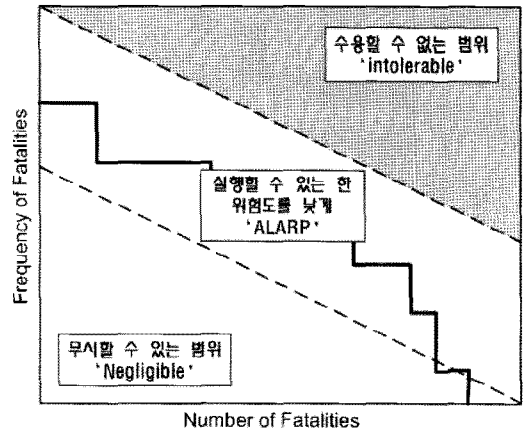 수용할 수 없는 범위
'intolerable'
Frequency of Fatalities
실행할 수 있는 한
위험도를 낮게
'ALARP'
무시할 수 있는 범위
'Negligible'
Number of Fatalities